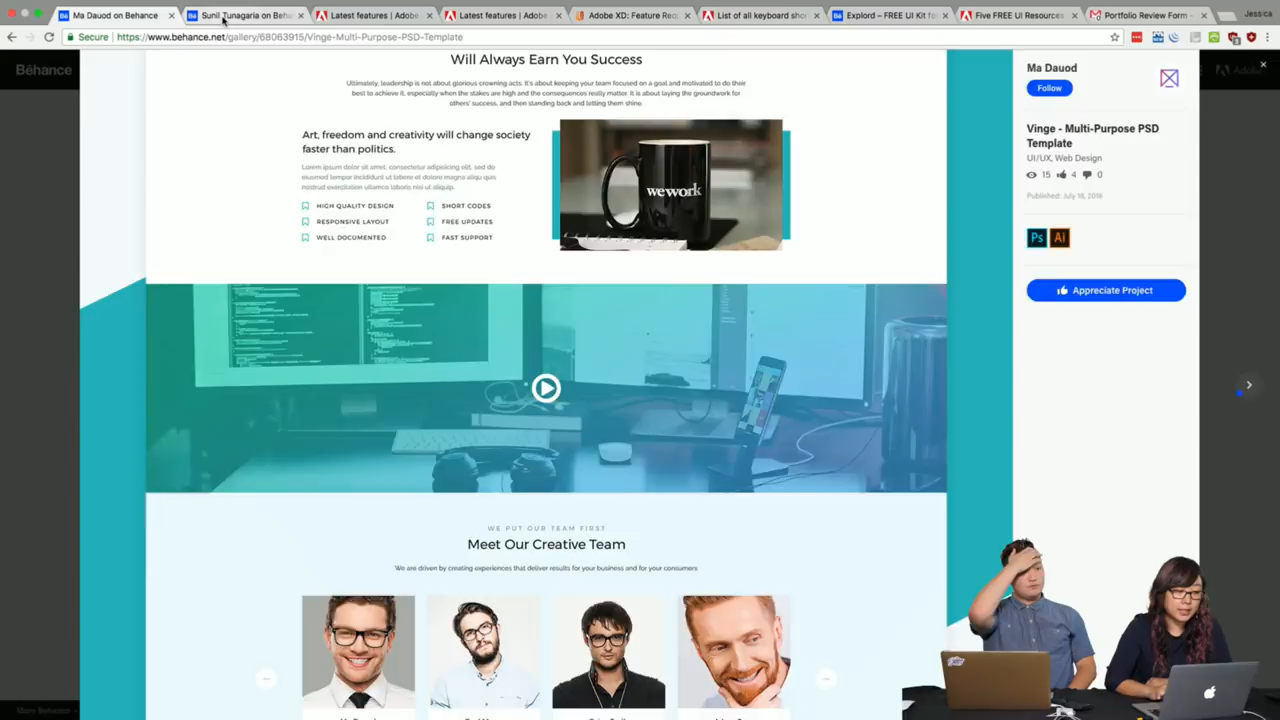 Ma Dauod on Behance
Sunil Tunagaria on Beha
Latest features | Adobe
Latest features | Adobe
Adobe XD: Feature Req
List of all keyboard shor
Explord – FREE UI Kit fo
Five FREE UI Resources
Portfolio Review Form -
Jessica
Secure | https://www.behance.net/gallery/68063915/Vinge-Multi-Purpose-PSD-Template
Bēhance
Adobe
Will Always Earn You Success
Ultimately, leadership is not about glorious crowning acts. It's about keeping your team focused on a goal and motivated to do their
best to achieve it, especially when the stakes are high and the consequences really matter. It is about laying the groundwork for
others' success, and then standing back and letting them shine.
Art, freedom and creativity will change society
faster than politics.
Lorem ipsum dolor sit amet, consectetur adipisicing elit, sed do
eiusmod tempor incididunt ut labore et dolore magna aliqu quis
nostrud exercitation ullamco laboris nisi ut aliquip.
HIGH QUALITY DESIGN
SHORT CODES
RESPONSIVE LAYOUT
FREE UPDATES
WELL DOCUMENTED
FAST SUPPORT
wework
WE PUT OUR TEAM FIRST
Meet Our Creative Team
We are driven by creating experiences that deliver results for your business and for your consumers
Ma Dauod
Follow
Vinge - Multi-Purpose PSD
Template
UI/UX, Web Design
15 4 0
Published: July 16, 2016
Ps Ai
Appreciate Project
More Behance